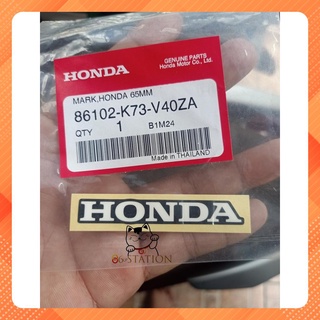 HONDA
GENUINE PARTS
Honda Motor Co., Ltd.
MARK,HONDA 65MM
86102-K73-V40ZA
QTY 1 B1M24
Made in THAILAND
HONDA
86STATION